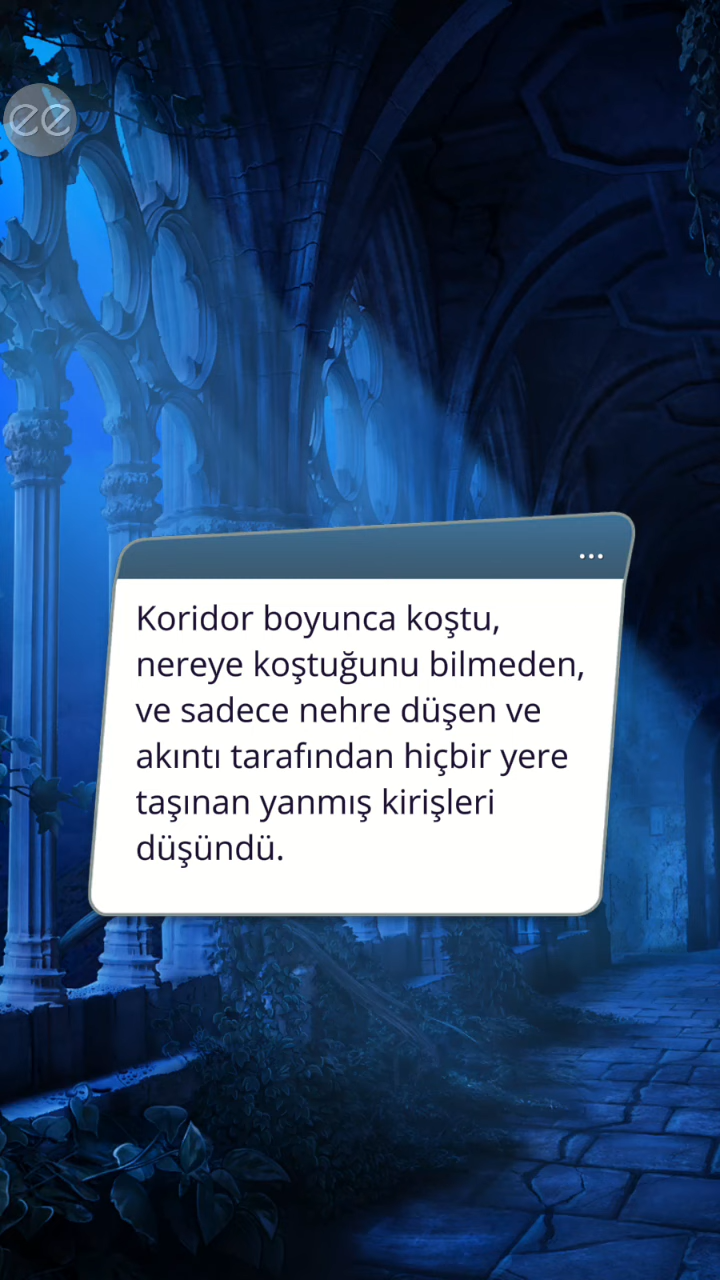 ee
...
Koridor boyunca koştu,
nereye koştuğunu bilmeden,
ve sadece nehre düşen ve
akıntı tarafından hiçbir yere
taşınan yanmış kirişleri
düşündü.